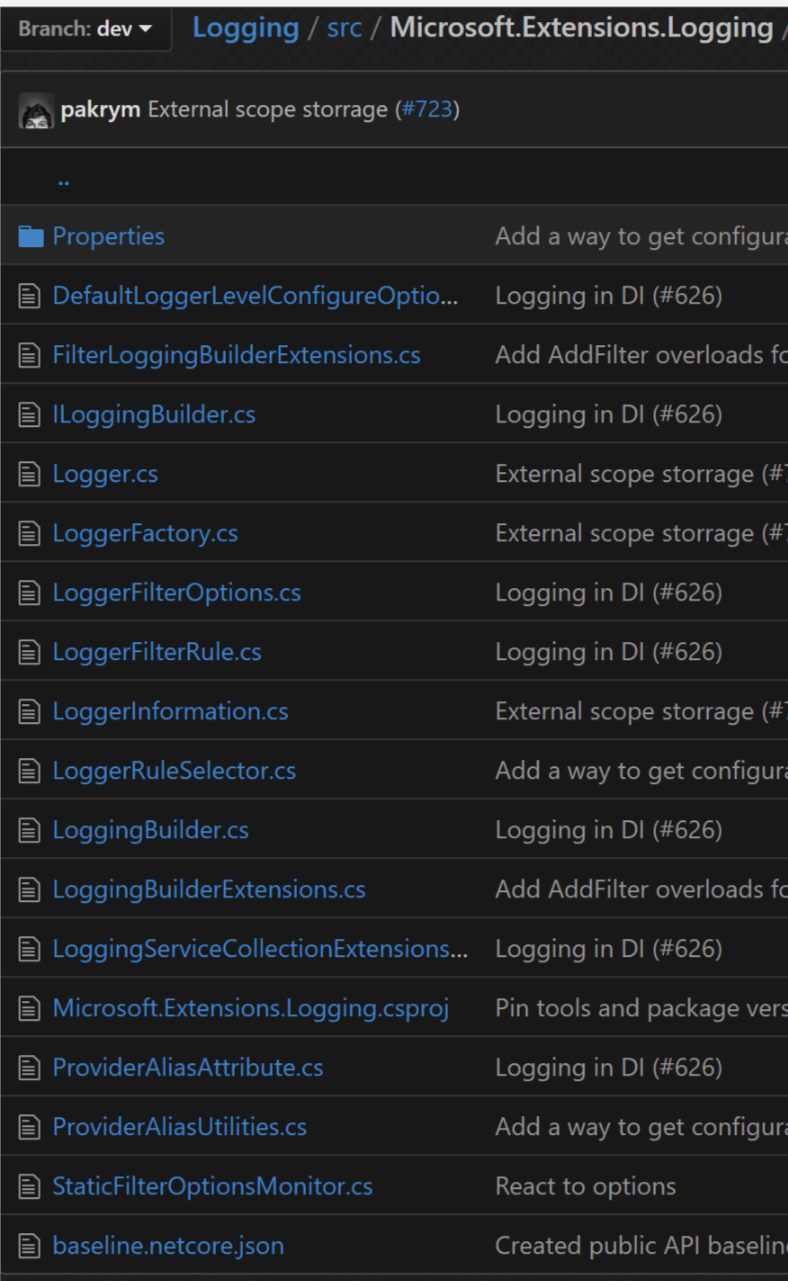 Branch: dev Logging / src / Microsoft.Extensions.Logging /
pakrym External scope storrage (#723)
..
Properties Add a way to get configura
DefaultLoggerLevelConfigureOptio... Logging in DI (#626)
FilterLoggingBuilderExtensions.cs Add AddFilter overloads fo
ILoggingBuilder.cs Logging in DI (#626)
Logger.cs External scope storrage (#7
LoggerFactory.cs External scope storrage (#7
LoggerFilterOptions.cs Logging in DI (#626)
LoggerFilterRule.cs Logging in DI (#626)
LoggerInformation.cs External scope storrage (#7
LoggerRuleSelector.cs Add a way to get configura
LoggingBuilder.cs Logging in DI (#626)
LoggingBuilderExtensions.cs Add AddFilter overloads fo
LoggingServiceCollectionExtensions... Logging in DI (#626)
Microsoft.Extensions.Logging.csproj Pin tools and package vers
ProviderAliasAttribute.cs Logging in DI (#626)
ProviderAliasUtilities.cs Add a way to get configura
StaticFilterOptionsMonitor.cs React to options
baseline.netcore.json Created public API baseline